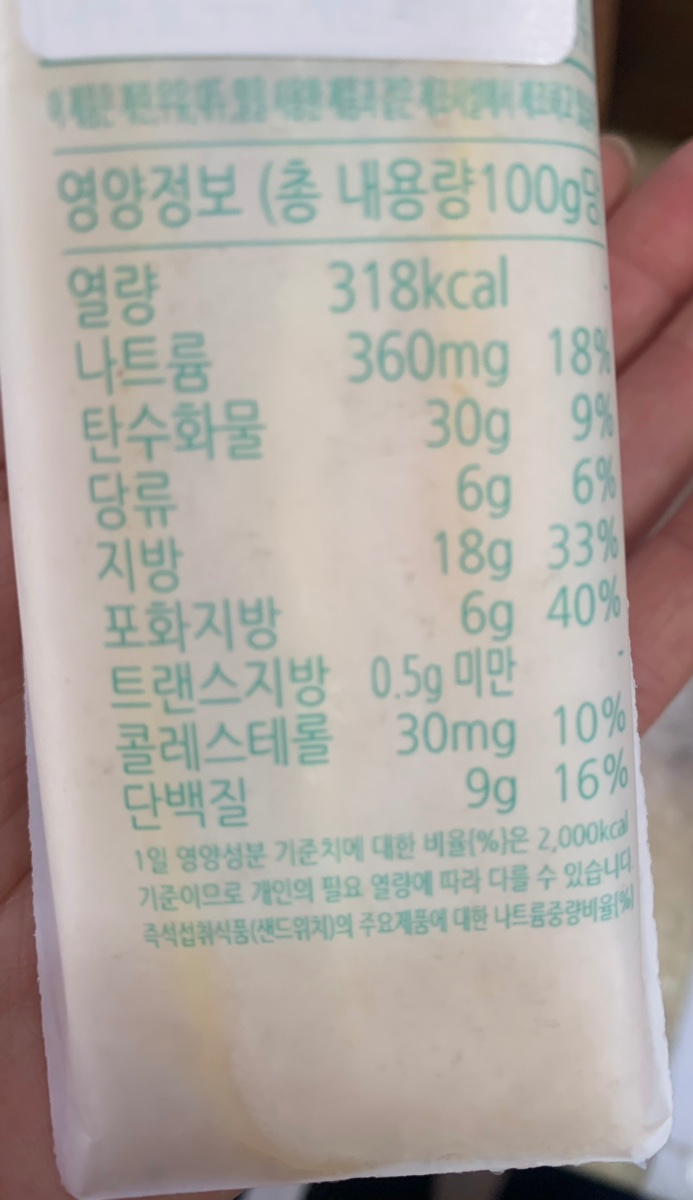 영양정보 (총 내용량100g당
열량 318kcal -
나트륨 360mg 18%
탄수화물 30g 9%
당류 6g 6%
지방 18g 33%
포화지방 6g 40%
트랜스지방 0.5g 미만 -
콜레스테롤 30mg 10%
단백질 9g 16%
1일 영양성분 기준치에 대한 비율(%)은 2,000kcal
기준이므로 개인의 필요 열량에 따라 다를 수 있습니다.
즉석섭취식품(샌드위치)의 주요제품에 대한 나트륨중량비율(%)